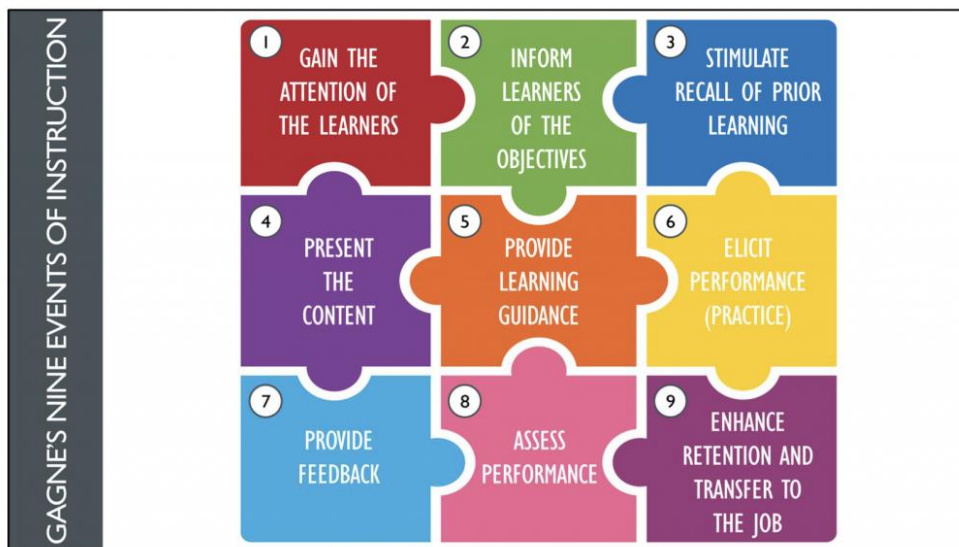 GAGNE'S NINE EVENTS OF INSTRUCTION
1
GAIN THE
ATTENTION OF
THE LEARNERS
2
INFORM
LEARNERS
OF THE
OBJECTIVES
3
STIMULATE
RECALL OF PRIOR
LEARNING
4
PRESENT
THE
CONTENT
5
PROVIDE
LEARNING
GUIDANCE
6
ELICIT
PERFORMANCE
(PRACTICE)
7
PROVIDE
FEEDBACK
8
ASSESS
PERFORMANCE
9
ENHANCE
RETENTION AND
TRANSFER TO
THE JOB